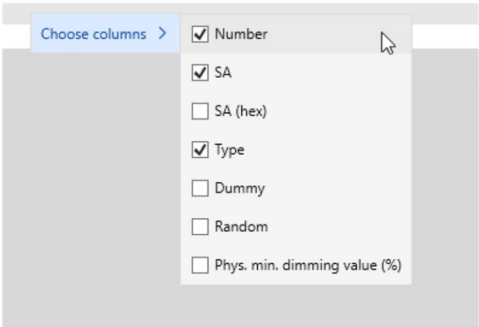 Choose columns
Number
SA
SA (hex)
Type
Dummy
Random
Phys. min. dimming value (%)